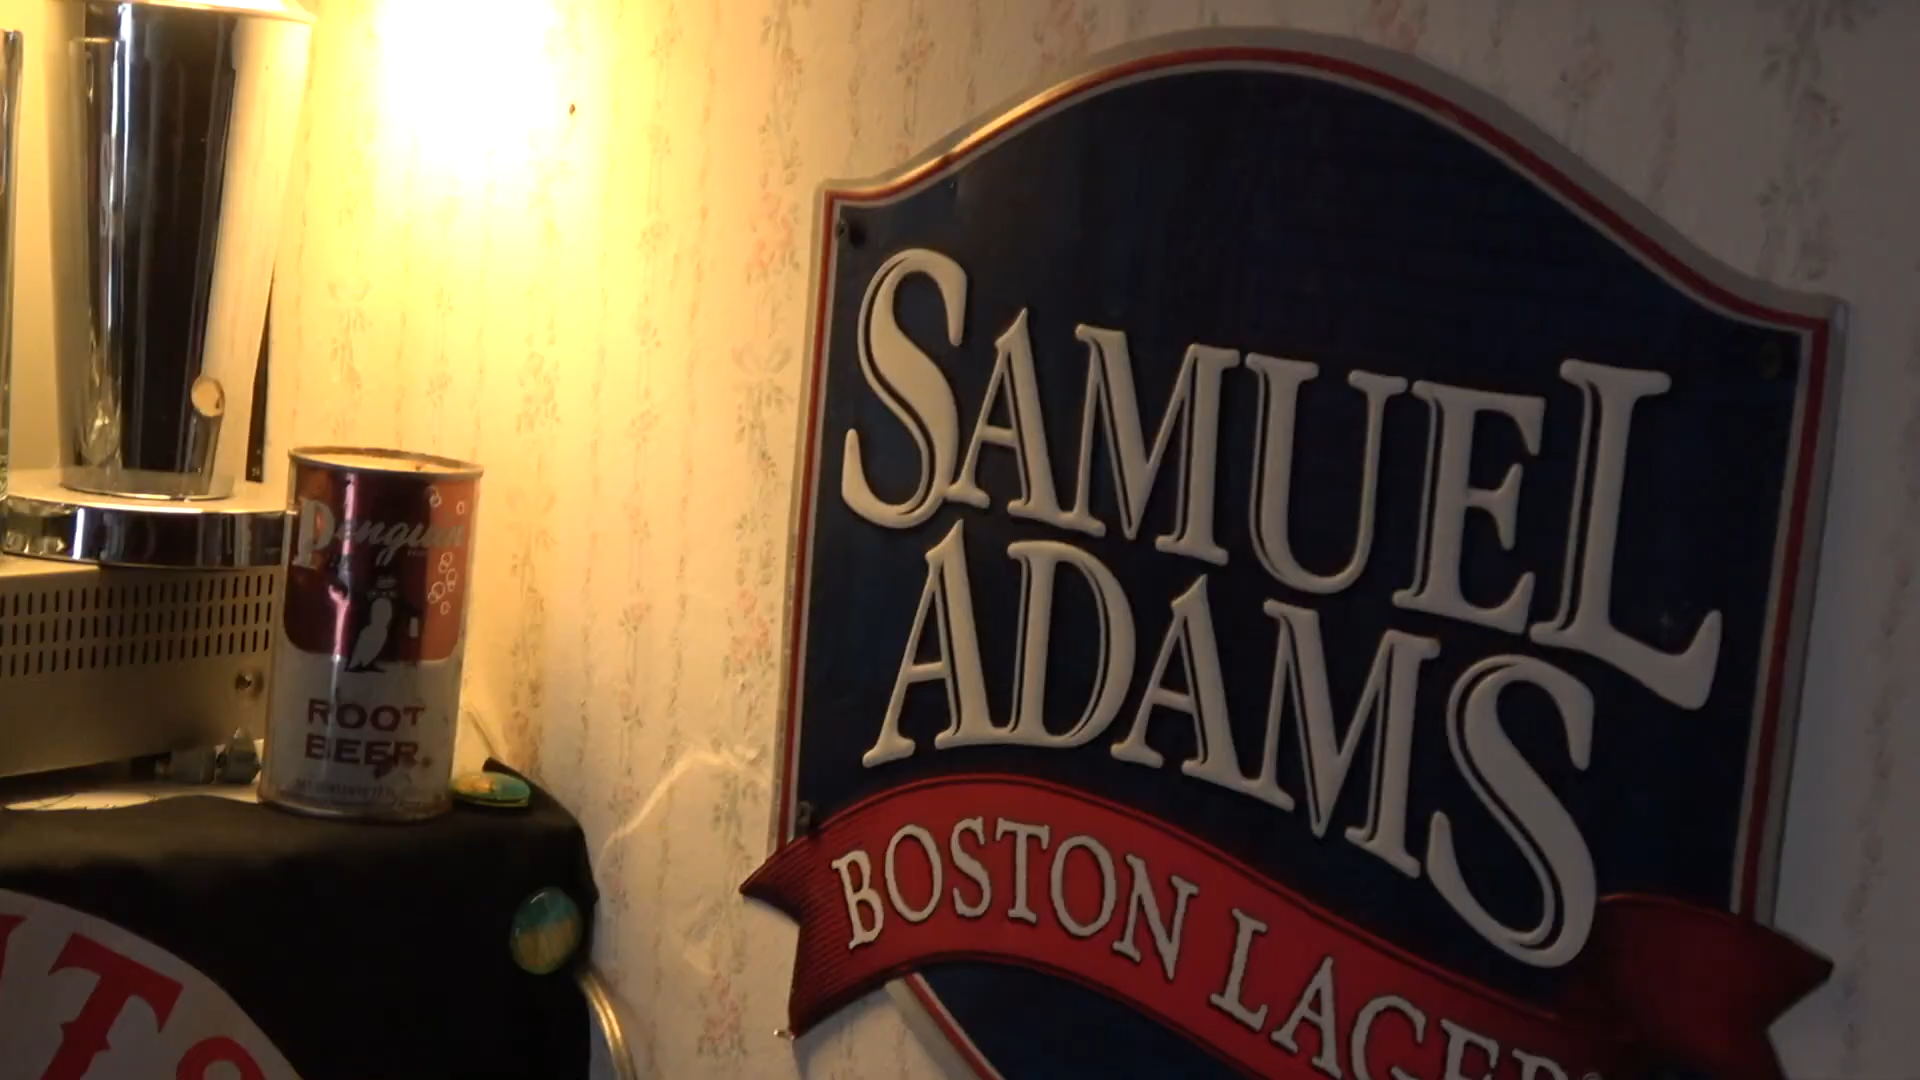 Penguin
ROOT
BEER
SAMUEL
ADAMS
BOSTON LAGER